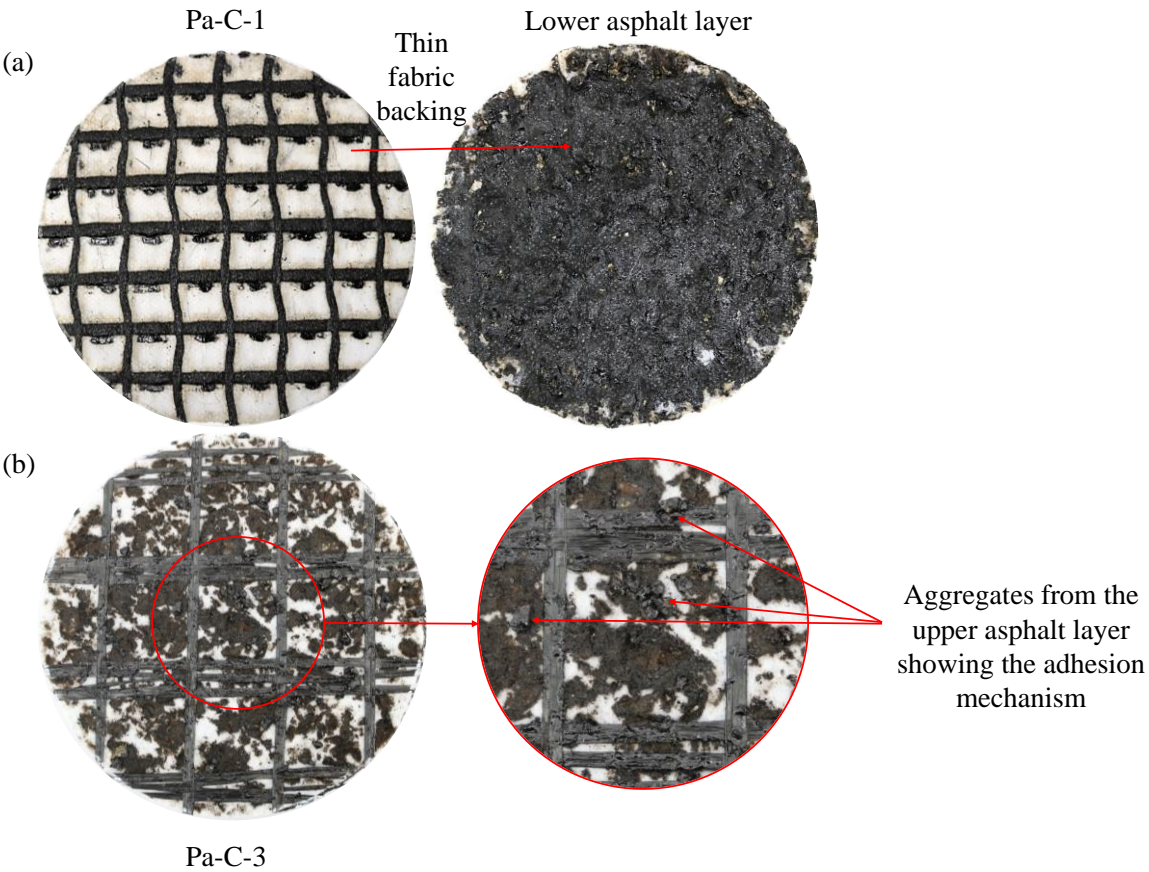 Pa-C-1
Lower asphalt layer
(a)
Thin
fabric
backing
(b)
Aggregates from the
upper asphalt layer
showing the adhesion
mechanism
Pa-C-3